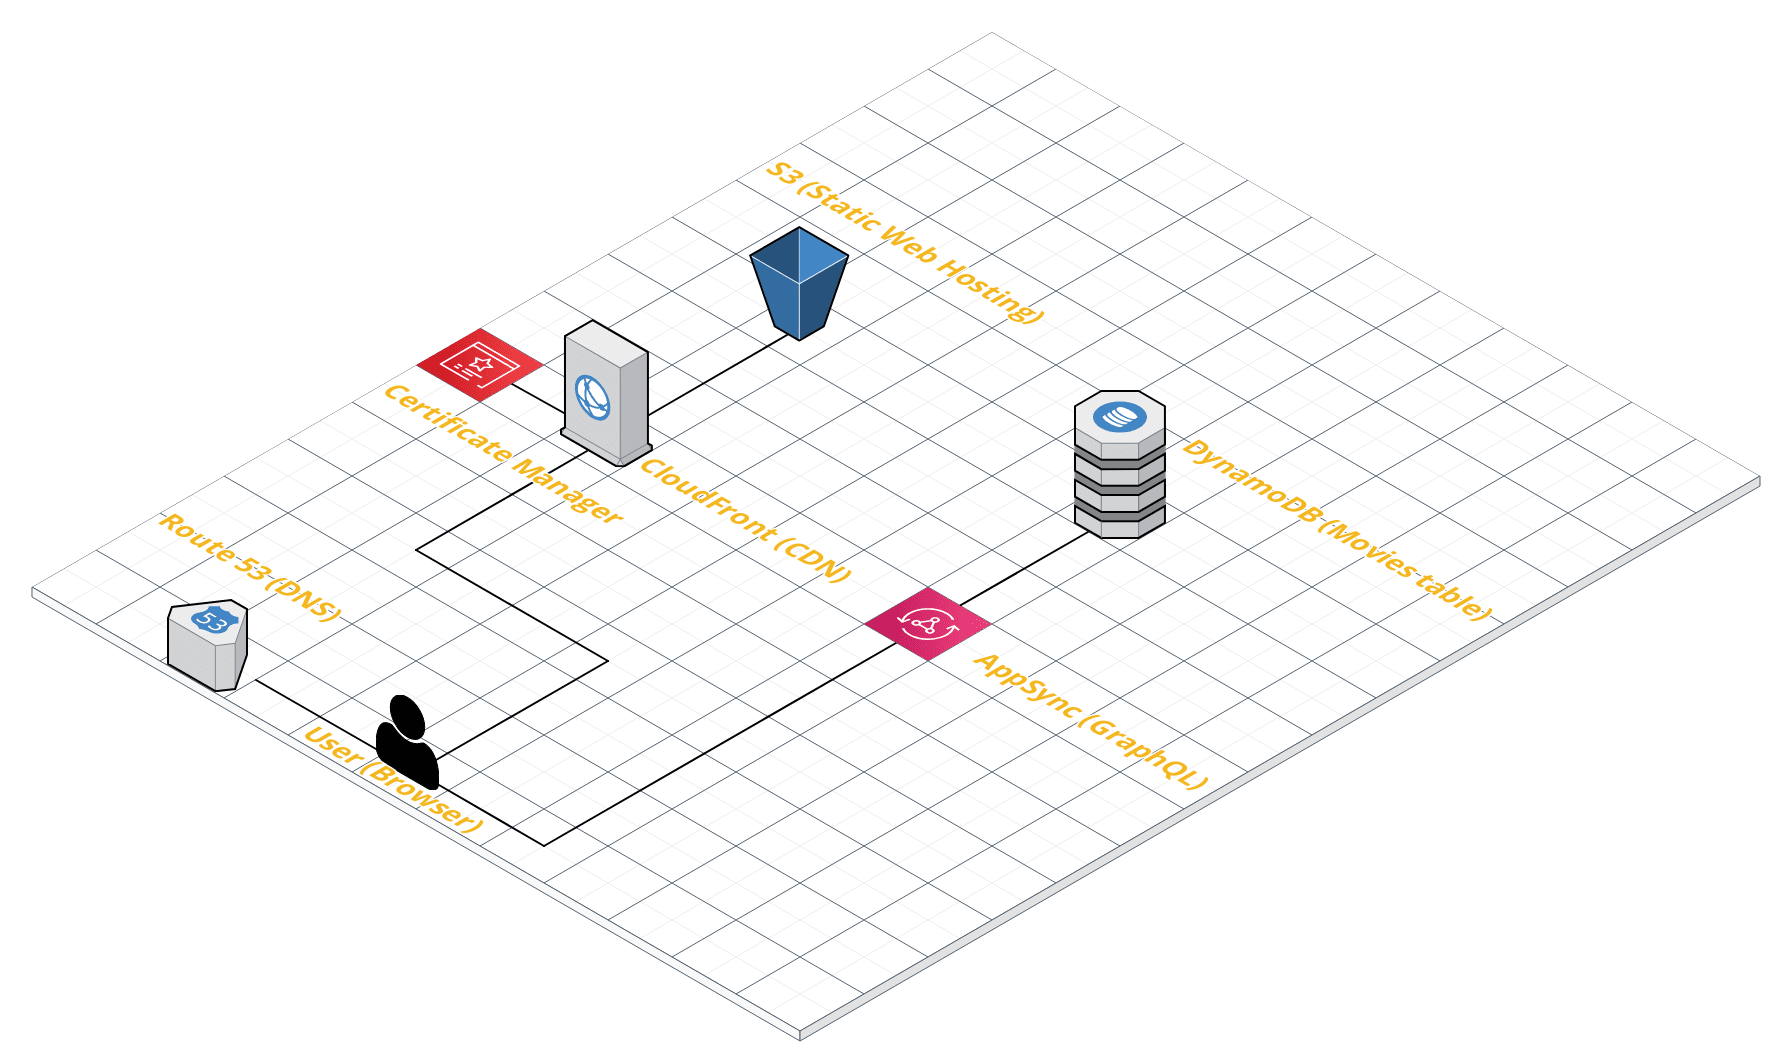 S3 (Static Web Hosting)
Certificate Manager
CloudFront (CDN)
DynamoDB (Movies table)
Route 53 (DNS)
53
AppSync (GraphQL)
User (Browser)